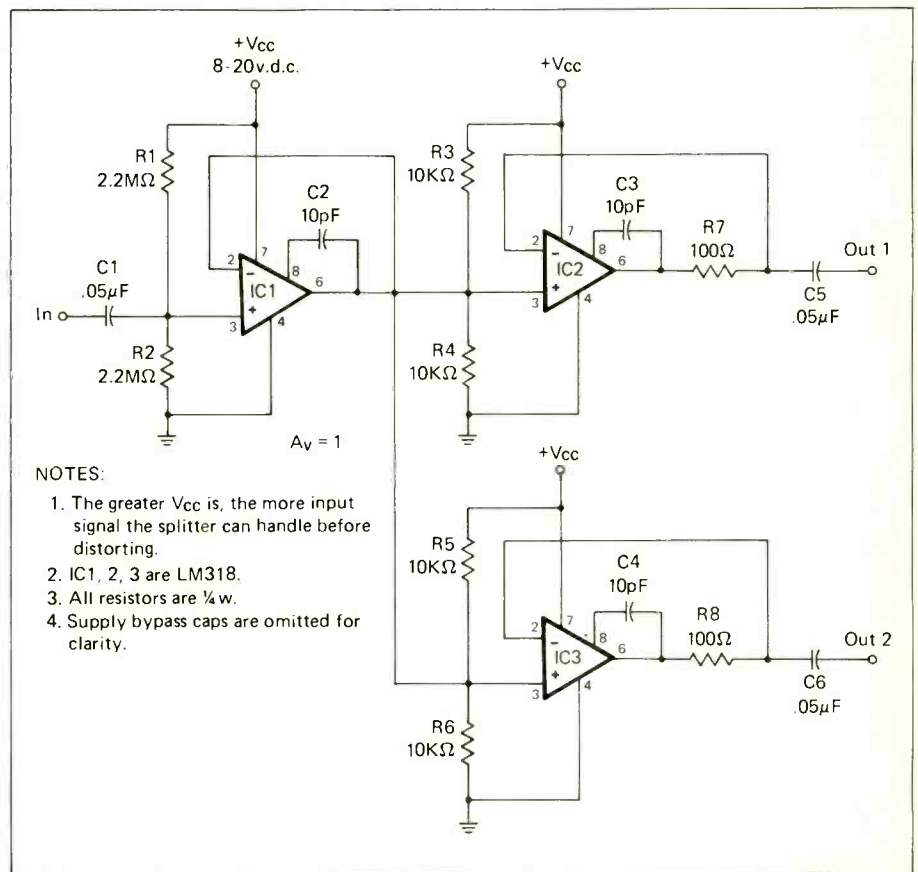 +Vcc
8-20v.d.c.
+Vcc
R1
2.2MΩ
R3
10KΩ
C2
10pF
C3
10pF
R7
100Ω
Out 1
C1
.05µF
2
7
8
6
IC1
−
+
3
4
2
7
8
6
IC2
−
+
3
4
C5
.05µF
In
R2
2.2MΩ
R4
10KΩ
Av = 1
+Vcc
NOTES:
1. The greater Vcc is, the more input
signal the splitter can handle before
distorting.
2. IC1, 2, 3 are LM318.
3. All resistors are ¼w.
4. Supply bypass caps are omitted for
clarity.
R5
10KΩ
C4
10pF
R8
100Ω
Out 2
2
7
8
6
IC3
−
+
3
4
C6
.05µF
R6
10KΩ